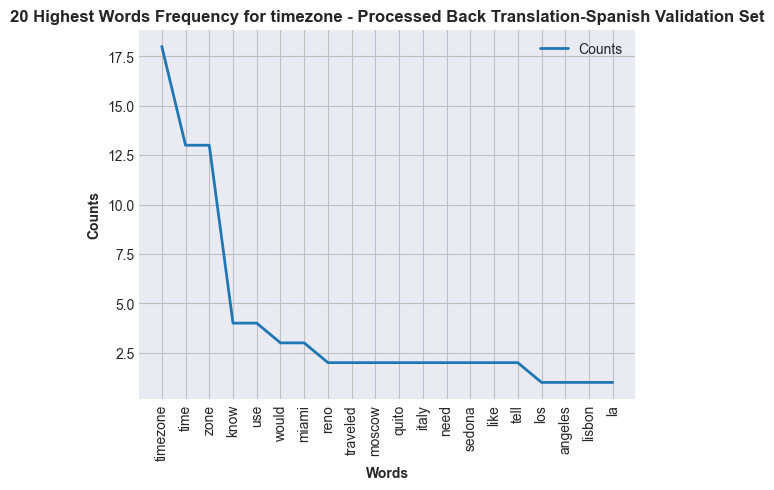 20 Highest Words Frequency for timezone - Processed Back Translation-Spanish Validation Set
Counts
17.5
15.0
12.5
10.0
7.5
5.0
2.5
Counts
timezone
time
zone
know
use
would
miami
reno
traveled
moscow
quito
italy
need
sedona
like
tell
los
angeles
lisbon
la
Words